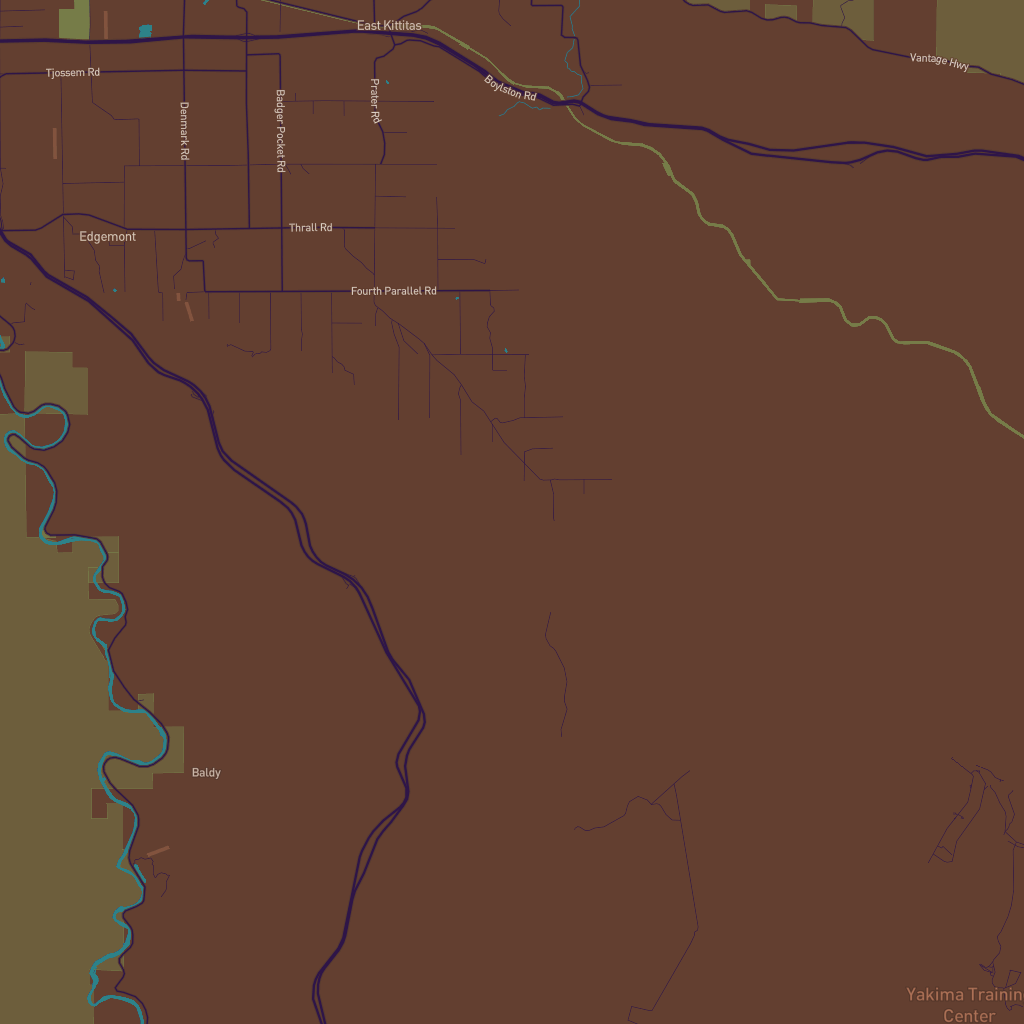 East Kittitas
Vantage Hwy
Tjossem Rd
Boylston Rd
Denmark Rd
Badger Pocket Rd
Prater Rd
Thrall Rd
Edgemont
Fourth Parallel Rd
Baldy
Yakima Trainin
Center